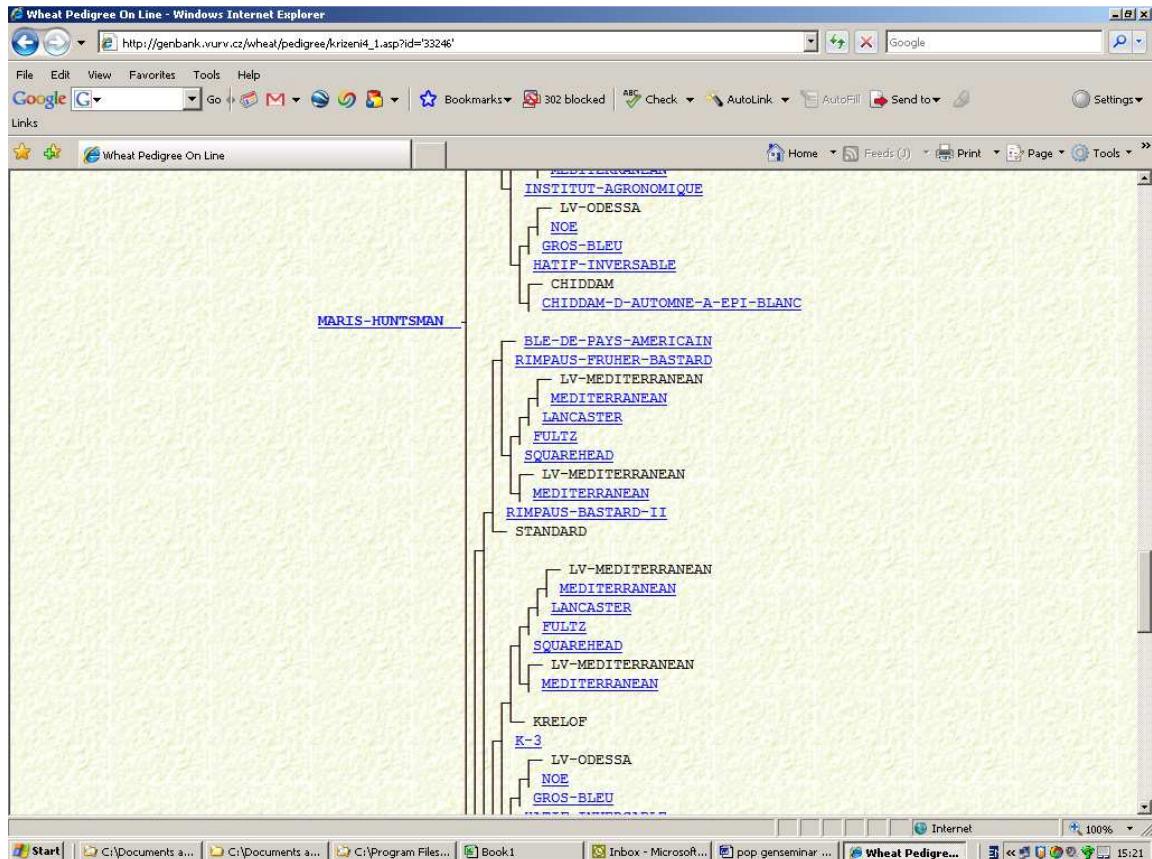 Wheat Pedigree On Line - Windows Internet Explorer
http://genbank.vurv.cz/wheat/pedigree/krizeni4_1.asp?id='33246'
Google
File Edit View Favorites Tools Help
Google G Go Bookmarks 302 blocked ABC Check AutoLink AutoFill Send to Settings
Links
Wheat Pedigree On Line Home Feeds (J) Print Page Tools »
MEDITERRANEAN
INSTITUT-AGRONOMIQUE
LV-ODESSA
NOE
GROS-BLEU
HATIF-INVERSABLE
CHIDDAM
CHIDDAM-D-AUTOMNE-A-EPI-BLANC
MARIS-HUNTSMAN
BLE-DE-PAYS-AMERICAIN
RIMPAUS-FRUHER-BASTARD
LV-MEDITERRANEAN
MEDITERRANEAN
LANCASTER
FULTZ
SQUAREHEAD
LV-MEDITERRANEAN
MEDITERRANEAN
RIMPAUS-BASTARD-II
STANDARD
LV-MEDITERRANEAN
MEDITERRANEAN
LANCASTER
FULTZ
SQUAREHEAD
LV-MEDITERRANEAN
MEDITERRANEAN
KRELOF
K-3
LV-ODESSA
NOE
GROS-BLEU
HATIF-INVERSABLE
Internet 100%
Start C:\Documents a... C:\Documents a... C:\Program Files... Book1 Inbox - Microsoft... pop genseminar ... Wheat Pedigre... « 15:21